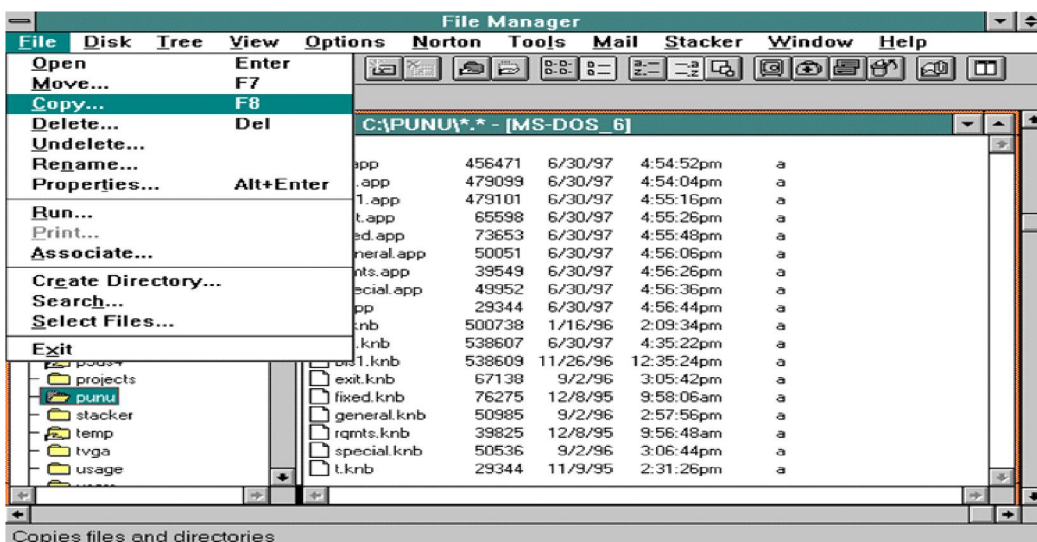 File Manager
File Disk Tree View Options Norton Tools Mail Stacker Window Help
Open Enter
Move... F7
Copy... F8
Delete... Del
Undelete...
Rename...
Properties... Alt+Enter
Run...
Print...
Associate...
Create Directory...
Search...
Select Files...
Exit
projects
punu
stacker
temp
tvga
usage
C:\PUNU\*.* - [MS-DOS_6]
456471 6/30/97 4:54:52pm a
.app 479099 6/30/97 4:54:04pm a
1.app 479101 6/30/97 4:55:16pm a
t.app 65598 6/30/97 4:55:26pm a
ed.app 73653 6/30/97 4:55:48pm a
neral.app 50051 6/30/97 4:56:06pm a
nts.app 39549 6/30/97 4:56:26pm a
ecial.app 49952 6/30/97 4:56:36pm a
29344 6/30/97 4:56:44pm a
.knb 500738 1/16/96 2:09:34pm a
.knb 538607 6/30/97 4:35:22pm a
538609 11/26/96 12:35:24pm a
exit.knb 67138 9/2/96 3:05:42pm a
fixed.knb 76275 12/8/95 9:58:06am a
general.knb 50985 9/2/96 2:57:56pm a
rqmts.knb 39825 12/8/95 9:56:48am a
special.knb 50536 9/2/96 3:06:44pm a
t.knb 29344 11/9/95 2:31:26pm a
Copies files and directories